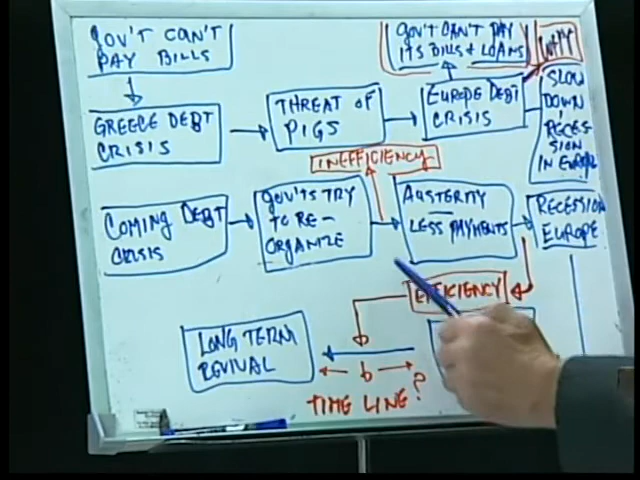 GOV'T CAN'T
PAY BILLS
GOV'T CAN'T PAY
ITS BILLS & LOANS
WHY
GREECE DEBT
CRISIS
THREAT OF
PIGS
EUROPE DEBT
CRISIS
SLOW
DOWN,
RECES-
SION
IN EUROPE
INEFFICIENCY
COMING DEBT
CRISIS
GOV'TS TRY
TO RE-
ORGANIZE
AUSTERITY
LESS PAYMENTS
RECESSION
EUROPE
EFFICIENCY
LONG TERM
REVIVAL
b
TIME LINE?